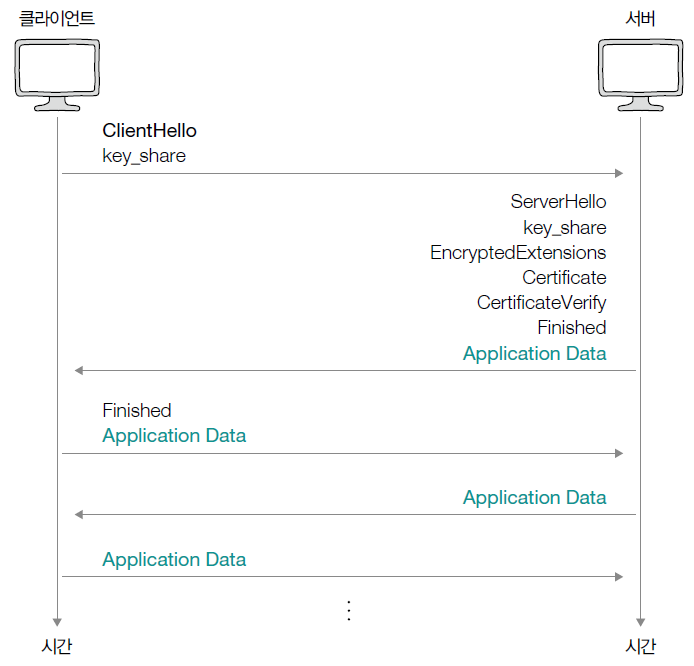 클라이언트
서버
ClientHello
key_share
ServerHello
key_share
EncryptedExtensions
Certificate
CertificateVerify
Finished
Application Data
Finished
Application Data
Application Data
Application Data
시간
시간